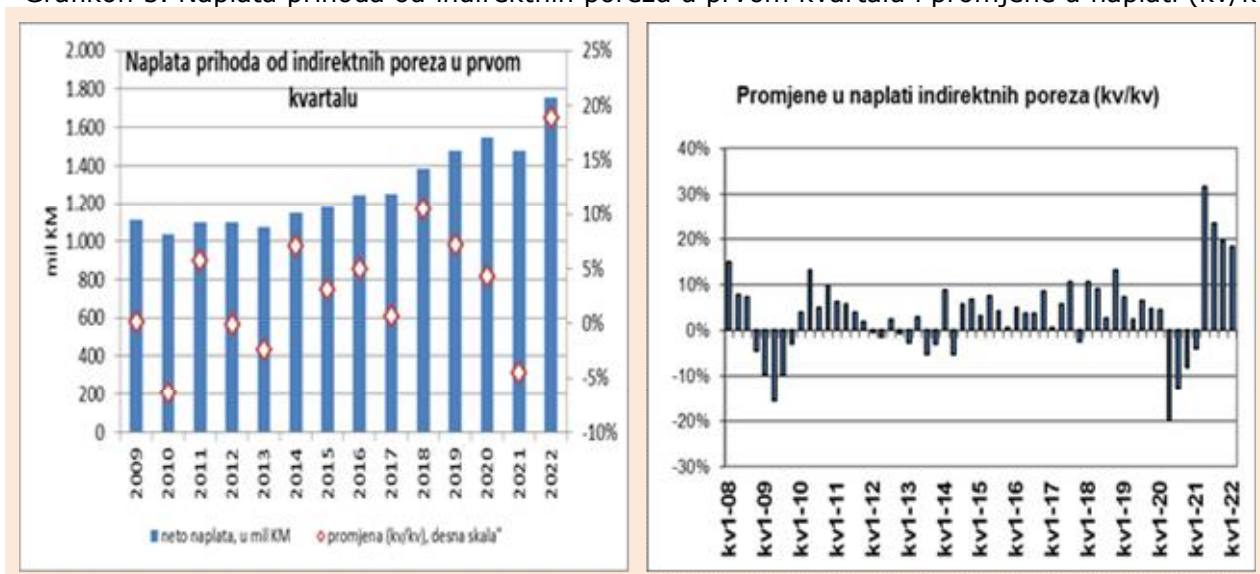 Grafikon 5: Naplata prihoda od indirektnih poreza u prvom kvartalu i promjene u naplati (kv/k
Naplata prihoda od indirektnih poreza u prvom
kvartalu
2.000
1.800
1.600
1.400
1.200
1.000
800
600
400
200
0
mil KM
25%
20%
15%
10%
5%
0%
-5%
-10%
2009
2010
2011
2012
2013
2014
2015
2016
2017
2018
2019
2020
2021
2022
neto naplata, u mil KM
promjena (kv/kv), desna skala"
Promjene u naplati indirektnih poreza (kv/kv)
40%
30%
20%
10%
0%
-10%
-20%
-30%
kv1-08
kv1-09
kv1-10
kv1-11
kv1-12
kv1-13
kv1-14
kv1-15
kv1-16
kv1-17
kv1-18
kv1-19
kv1-20
kv1-21
kv1-22